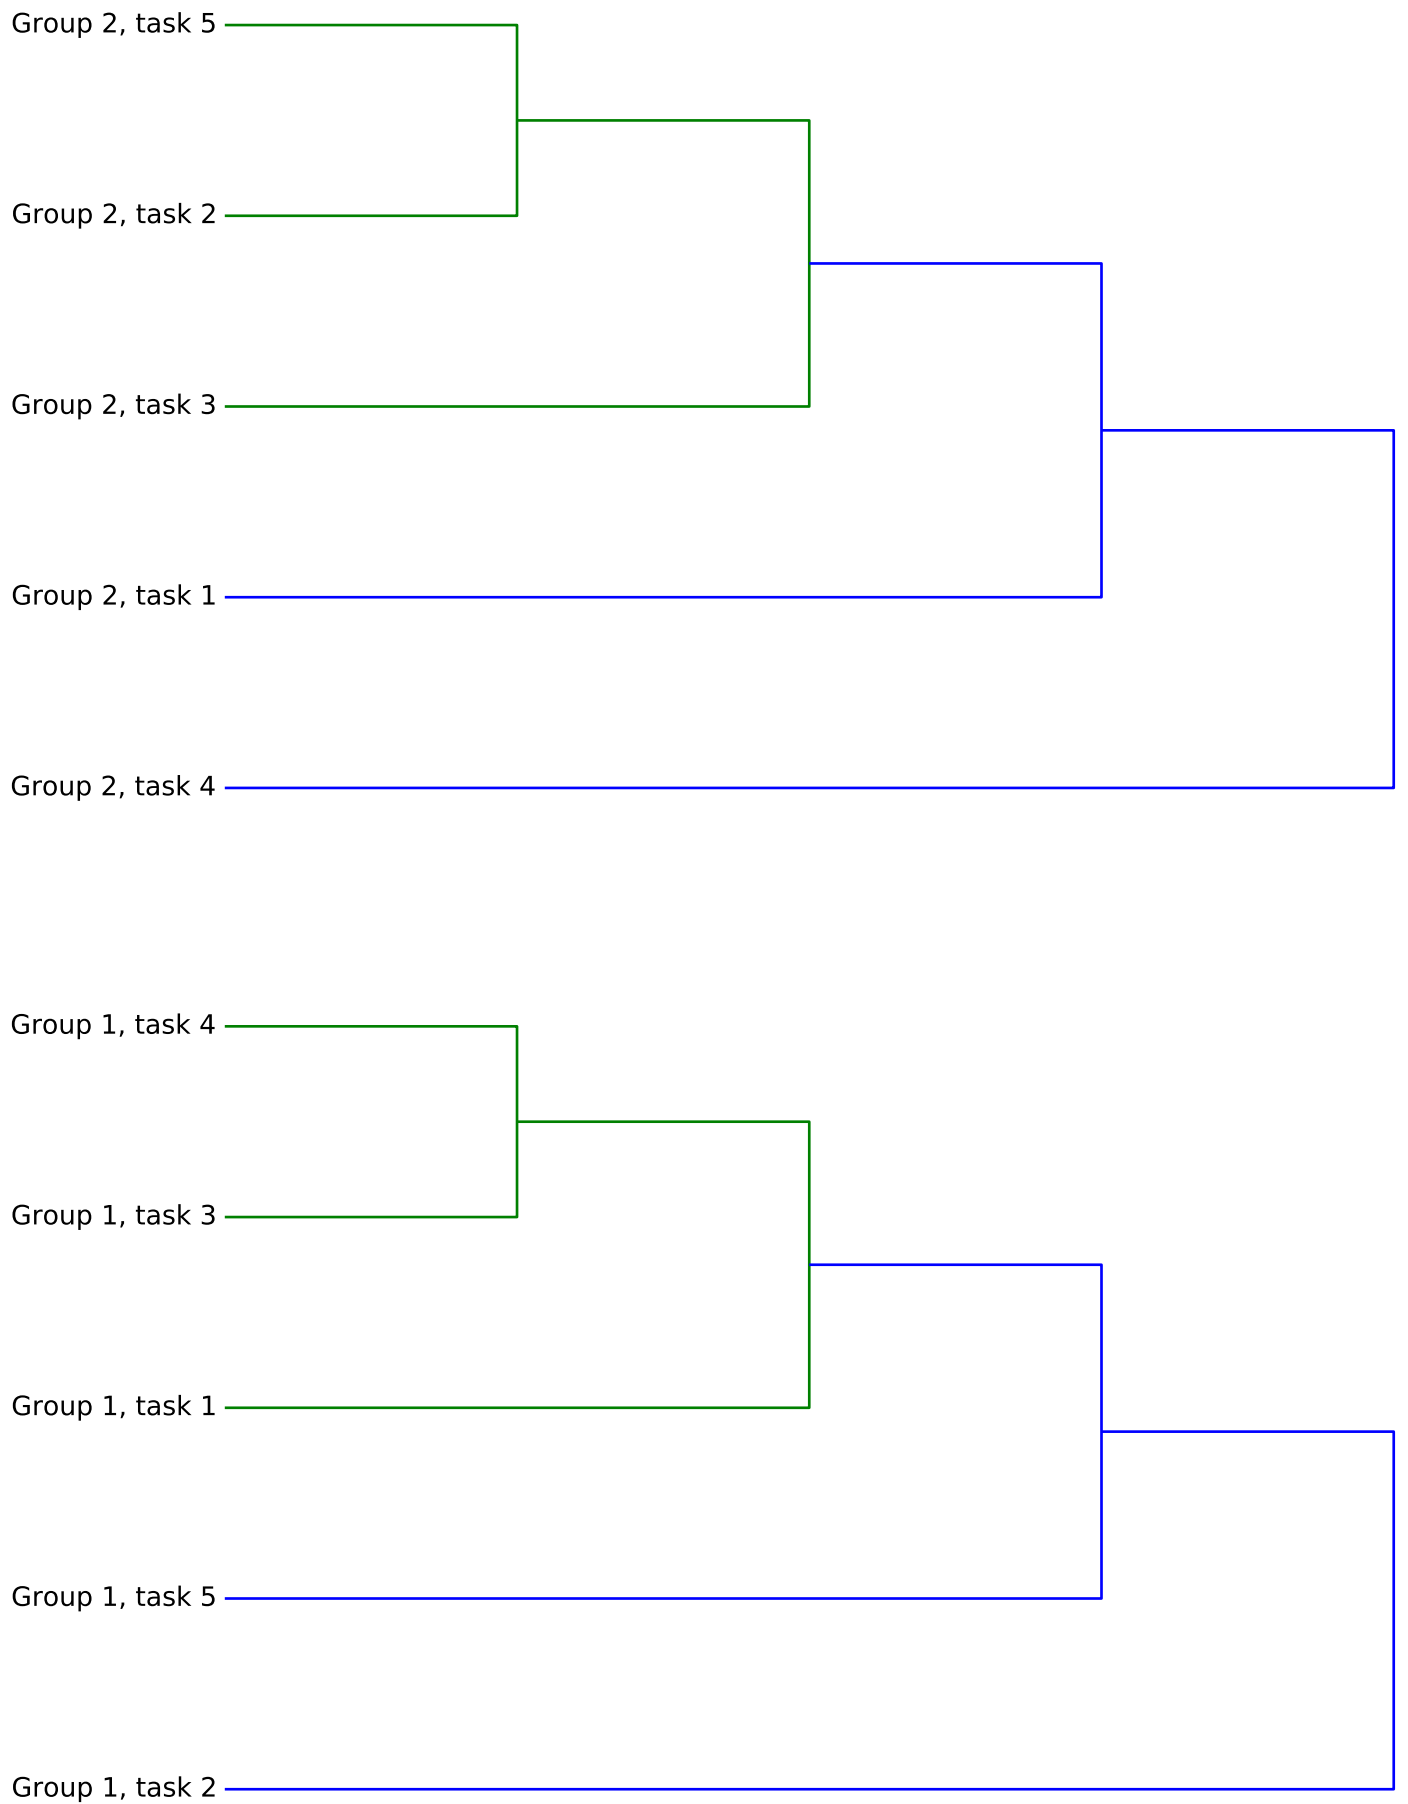 Group 2, task 5
Group 2, task 2
Group 2, task 3
Group 2, task 1
Group 2, task 4
Group 1, task 4
Group 1, task 3
Group 1, task 1
Group 1, task 5
Group 1, task 2